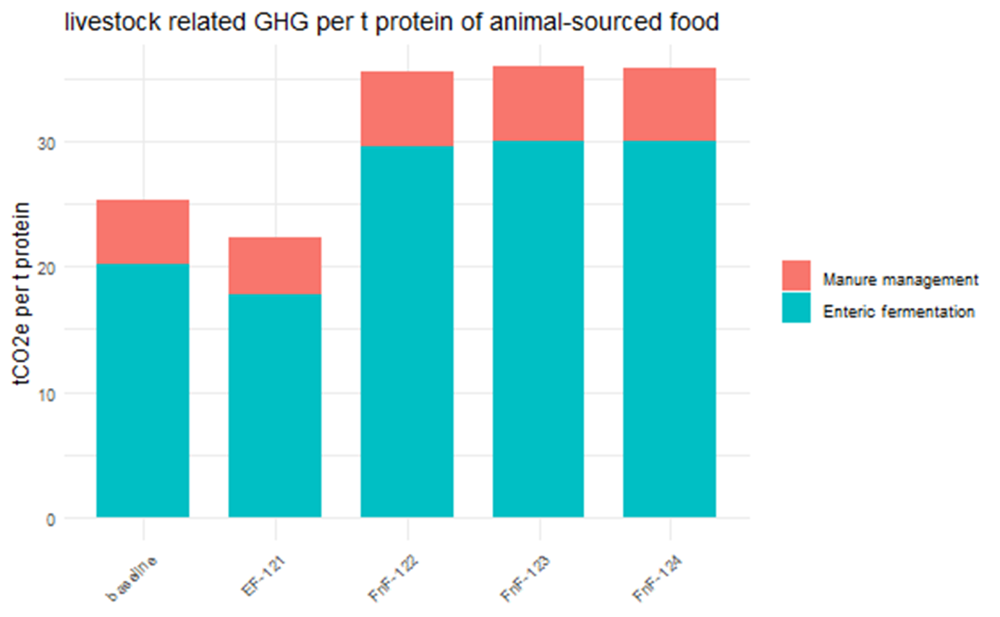 livestock related GHG per t protein of animal-sourced food
tCO2e per t protein
30
20
10
0
baseline
EF-121
FnF-122
FnF-123
FnF-124
Manure management
Enteric fermentation